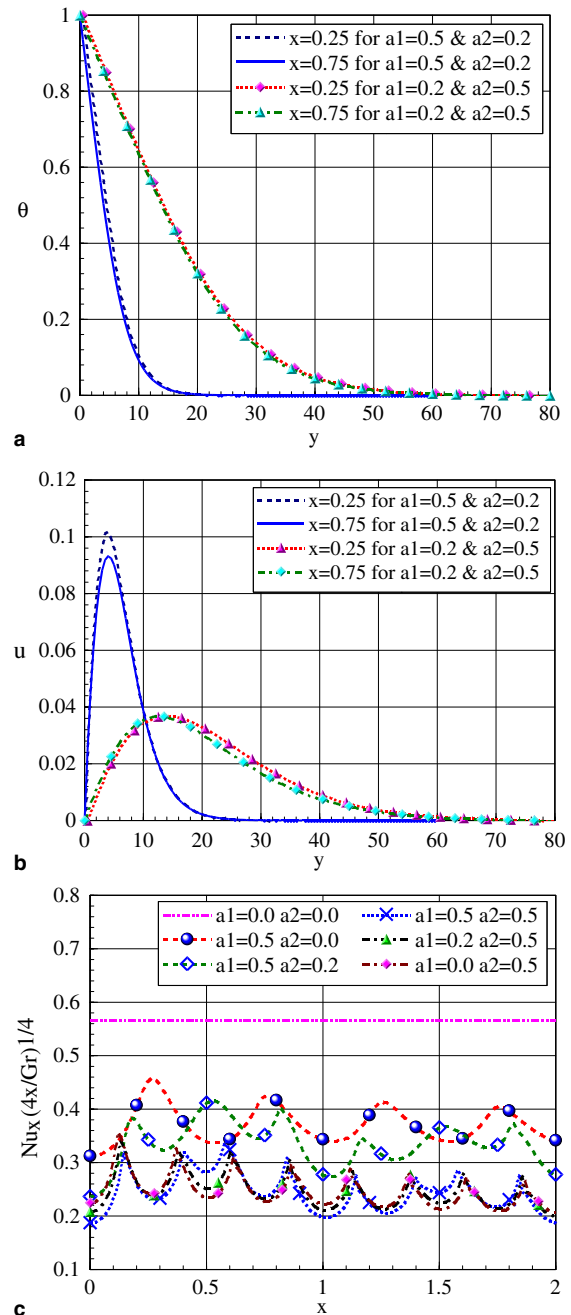 1
0.8
0.6
θ
0.4
0.2
0
x=0.25 for a1=0.5 & a2=0.2
x=0.75 for a1=0.5 & a2=0.2
x=0.25 for a1=0.2 & a2=0.5
x=0.75 for a1=0.2 & a2=0.5
0 10 20 30 40 50 60 70 80
y
a
0.12
0.1
0.08
u
0.06
0.04
0.02
0
x=0.25 for a1=0.5 & a2=0.2
x=0.75 for a1=0.5 & a2=0.2
x=0.25 for a1=0.2 & a2=0.5
x=0.75 for a1=0.2 & a2=0.5
0 10 20 30 40 50 60 70 80
y
b
0.8
0.7
0.6
0.5
0.4
0.3
0.2
0.1
Nux(4x/Gr)1/4
a1=0.0 a2=0.0
a1=0.5 a2=0.0
a1=0.5 a2=0.2
a1=0.5 a2=0.5
a1=0.2 a2=0.5
a1=0.0 a2=0.5
0 0.5 1 1.5 2
x
c